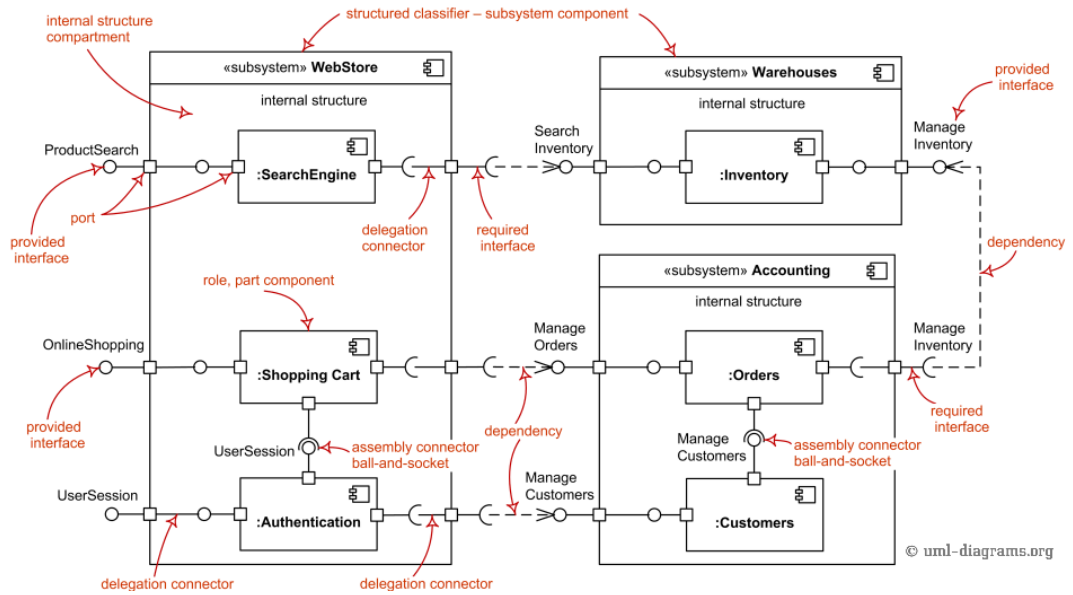 structured classifier – subsystem component
internal structure
compartment
«subsystem» WebStore
internal structure
«subsystem» Warehouses
internal structure
provided
interface
ProductSearch
:SearchEngine
Search
Inventory
:Inventory
Manage
Inventory
port
provided
interface
delegation
connector
required
interface
dependency
role, part component
«subsystem» Accounting
internal structure
OnlineShopping
:Shopping Cart
Manage
Orders
:Orders
Manage
Inventory
provided
interface
required
interface
UserSession
assembly connector
ball-and-socket
dependency
Manage
Customers
assembly connector
ball-and-socket
UserSession
:Authentication
Manage
Customers
:Customers
© uml-diagrams.org
delegation connector
delegation connector